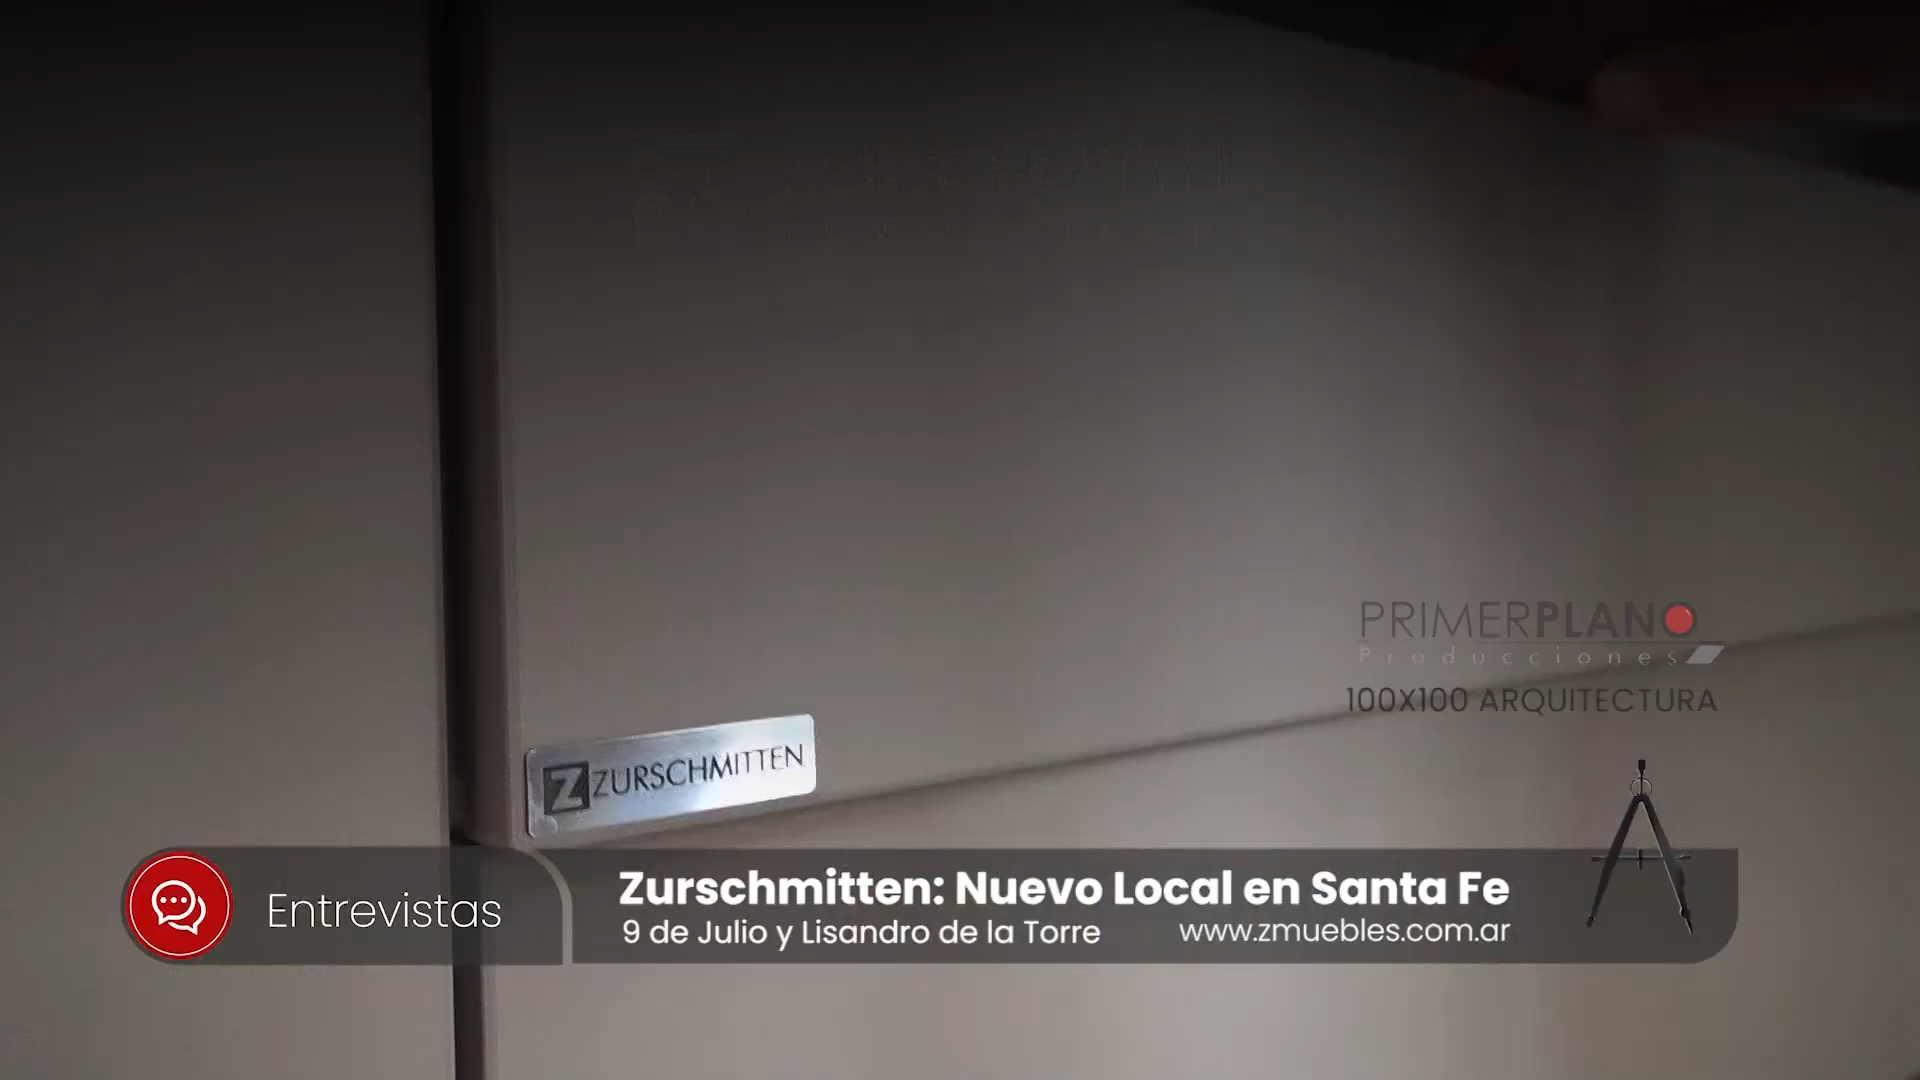 PRIMERPLANO
Producciones
100X100 ARQUITECTURA
Z ZURSCHMITTEN
Entrevistas
Zurschmitten: Nuevo Local en Santa Fe
9 de Julio y Lisandro de la Torre
www.zmuebles.com.ar